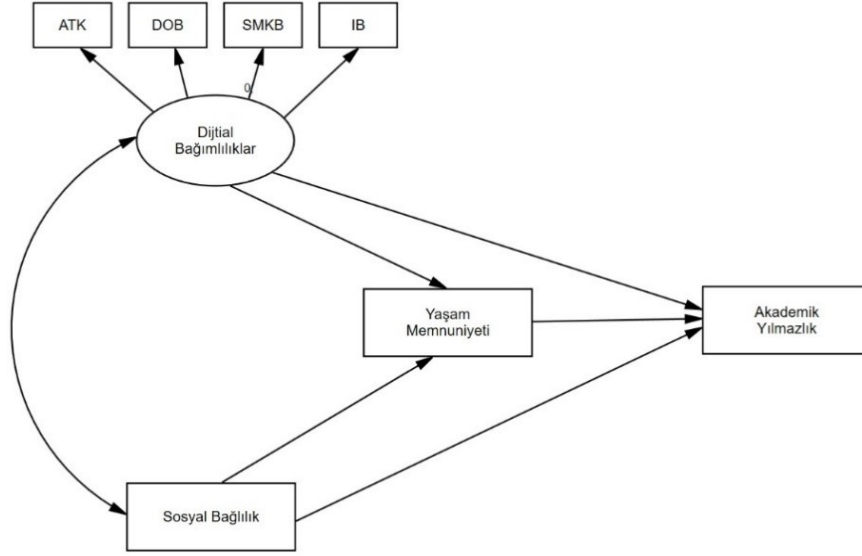 ATK
DOB
SMKB
IB
0,
Dijtial
Bağımlılıklar
Yaşam
Memnuniyeti
Akademik
Yılmazlık
Sosyal Bağlılık